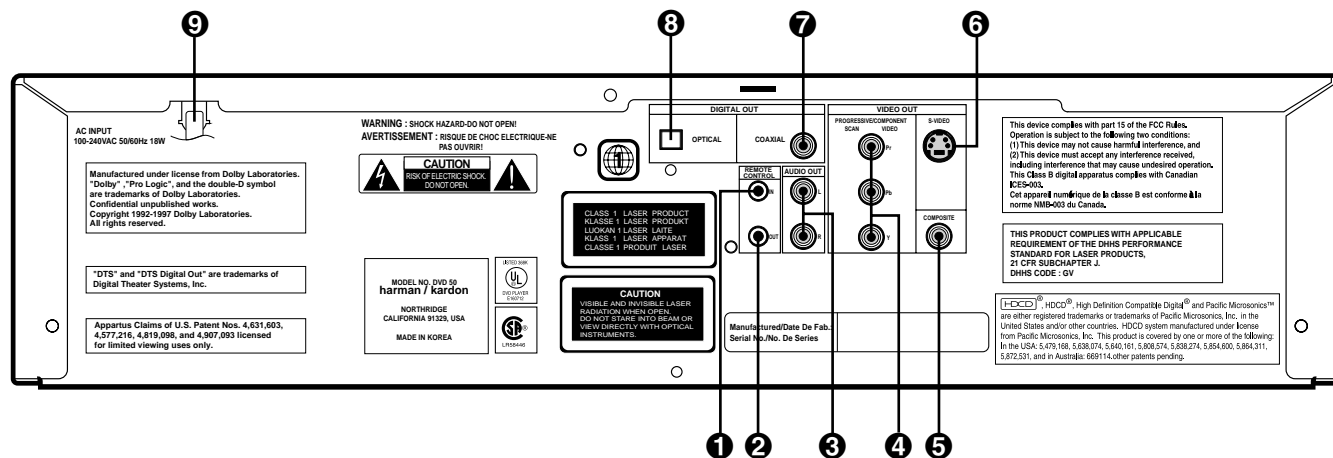 ❾
❽
❼
❻
AC INPUT
100-240VAC 50/60Hz 18W
Manufactured under license from Dolby Laboratories.
"Dolby" ,"Pro Logic", and the double-D symbol
are trademarks of Dolby Laboratories.
Confidential unpublished works.
Copyright 1992-1997 Dolby Laboratories.
All rights reserved.
"DTS" and "DTS Digital Out" are trademarks of
Digital Theater Systems, Inc.
Appartus Claims of U.S. Patent Nos. 4,631,603,
4,577,216, 4,819,098, and 4,907,093 licensed
for limited viewing uses only.
WARNING : SHOCK HAZARD-DO NOT OPEN!
AVERTISSEMENT : RISQUE DE CHOC ELECTRIQUE-NE
PAS OUVRIR!
CAUTION
RISK OF ELECTRIC SHOCK.
DO NOT OPEN.
MODEL NO. DVD 50
harman / kardon
NORTHRIDGE
CALIFORNIA 91329, USA
MADE IN KOREA
LISTED 369K
UL
DVD PLAYER
E160712
SA®
LR58446
1
CLASS 1 LASER PRODUCT
KLASSE 1 LASER PRODUKT
LUOKAN 1 LASER LAITE
KLASS 1 LASER APPARAT
CLASSE 1 PRODUIT LASER
CAUTION
VISIBLE AND INVISIBLE LASER
RADIATION WHEN OPEN.
DO NOT STARE INTO BEAM OR
VIEW DIRECTLY WITH OPTICAL
INSTRUMENTS.
DIGITAL OUT
OPTICAL
COAXIAL
REMOTE
CONTROL
IN
OUT
AUDIO OUT
L
R
VIDEO OUT
PROGRESSIVE/COMPONENT
SCAN VIDEO
Pr
Pb
Y
S-VIDEO
COMPOSITE
Manufactured/Date De Fab.:
Serial No./No. De Series
This device complies with part 15 of the FCC Rules.
Operation is subject to the following two conditions:
(1) This device may not cause harmful interference, and
(2) This device must accept any interference received,
including interference that may cause undesired operation.
This Class B digital apparatus complies with Canadian
ICES-003.
Cet appareil numérique de la classe B est conforme à la
norme NMB-003 du Canada.
THIS PRODUCT COMPLIES WITH APPLICABLE
REQUIREMENT OF THE DHHS PERFORMANCE
STANDARD FOR LASER PRODUCTS,
21 CFR SUBCHAPTER J.
DHHS CODE : GV
HDCD®, HDCD®, High Definition Compatible Digital® and Pacific Microsonics™
are either registered trademarks or trademarks of Pacific Microsonics, Inc. in the
United States and/or other countries. HDCD system manufactured under license
from Pacific Microsonics, Inc. This product is covered by one or more of the following:
In the USA: 5,479,168, 5,638,074, 5,640,161, 5,808,574, 5,838,274, 5,854,600, 5,864,311,
5,872,531, and in Australia: 669114.other patents pending.
❶
❷
❸
❹
❺